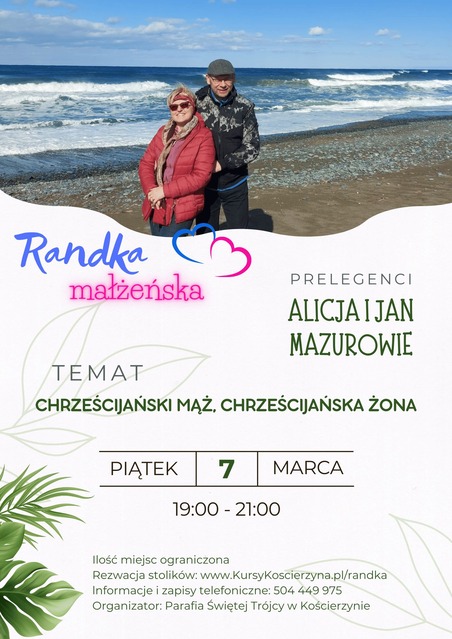 Randka
małżeńska
PRELEGENCI
ALICJA I JAN
MAZUROWIE
TEMAT
CHRZEŚCIJAŃSKI MĄŻ, CHRZEŚCIJAŃSKA ŻONA
PIĄTEK 7 MARCA
19:00 - 21:00
Ilość miejsc ograniczona
Rezwacja stolików: www.KursyKoscierzyna.pl/randka
Informacje i zapisy telefoniczne: 504 449 975
Organizator: Parafia Świętej Trójcy w Kościerzynie